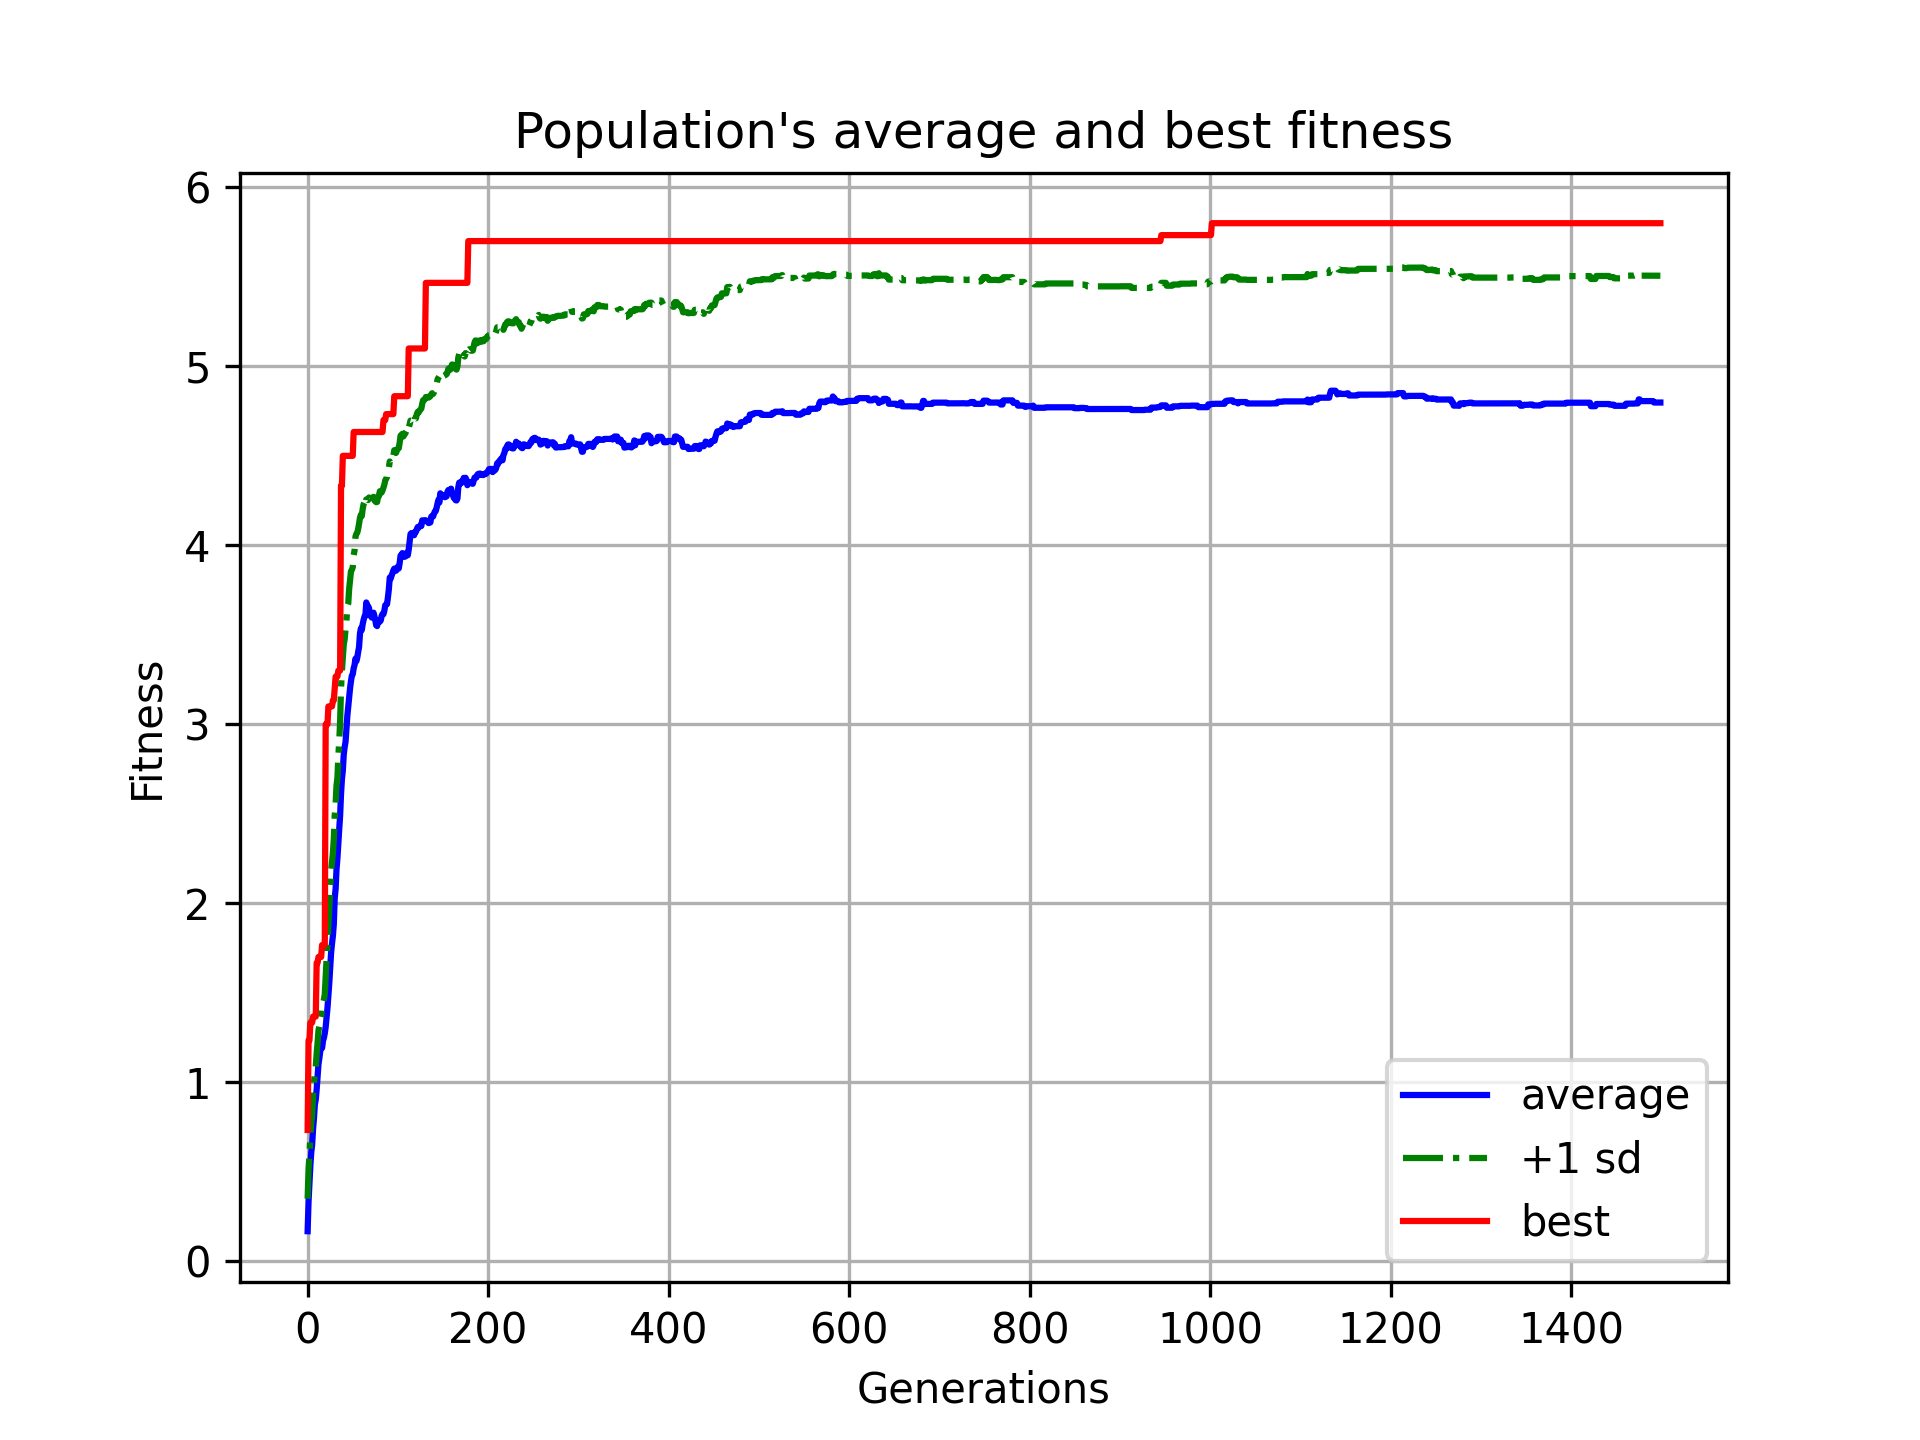 Population's average and best fitness
6
5
4
3
2
1
0
Fitness
0 200 400 600 800 1000 1200 1400
Generations
average
+1 sd
best